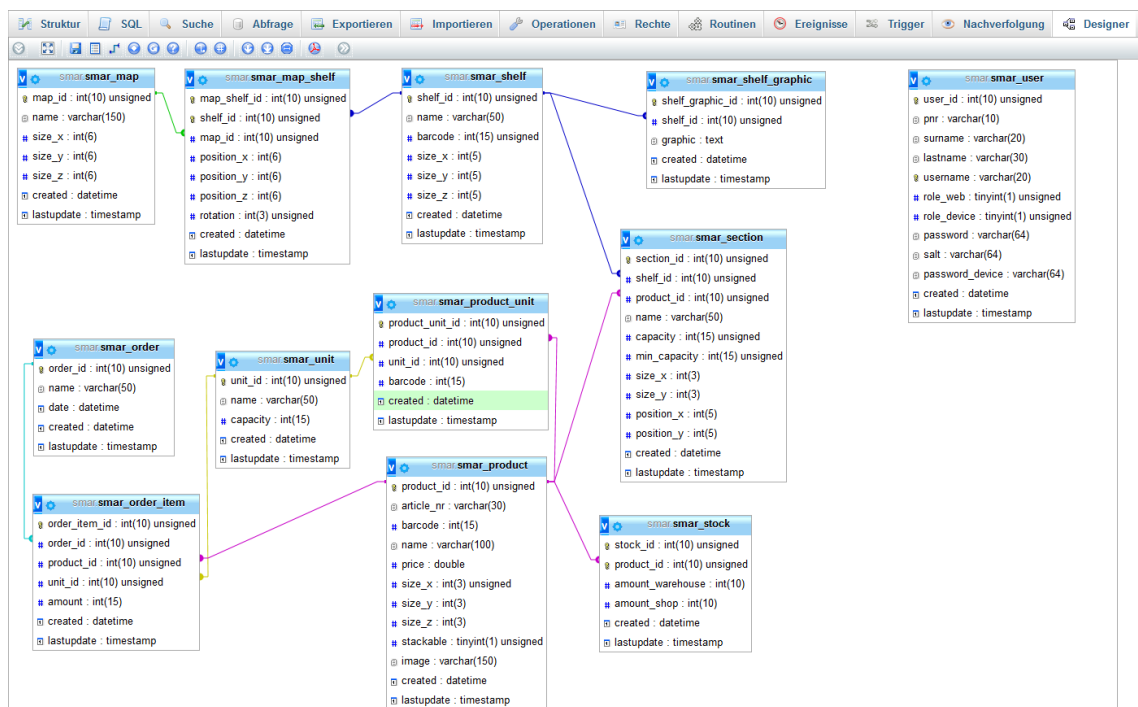 Struktur SQL Suche Abfrage Exportieren Importieren Operationen Rechte Routinen Ereignisse Trigger Nachverfolgung Designer
smar.smar_map
map_id : int(10) unsigned
name : varchar(150)
size_x : int(6)
size_y : int(6)
size_z : int(6)
created : datetime
lastupdate : timestamp
smar.smar_map_shelf
map_shelf_id : int(10) unsigned
shelf_id : int(10) unsigned
map_id : int(10) unsigned
position_x : int(6)
position_y : int(6)
position_z : int(6)
rotation : int(3) unsigned
created : datetime
lastupdate : timestamp
smar.smar_shelf
shelf_id : int(10) unsigned
name : varchar(50)
barcode : int(15) unsigned
size_x : int(5)
size_y : int(5)
size_z : int(5)
created : datetime
lastupdate : timestamp
smar.smar_shelf_graphic
shelf_graphic_id : int(10) unsigned
shelf_id : int(10) unsigned
graphic : text
created : datetime
lastupdate : timestamp
smar.smar_user
user_id : int(10) unsigned
pnr : varchar(10)
surname : varchar(20)
lastname : varchar(30)
username : varchar(20)
role_web : tinyint(1) unsigned
role_device : tinyint(1) unsigned
password : varchar(64)
salt : varchar(64)
password_device : varchar(64)
created : datetime
lastupdate : timestamp
smar.smar_section
section_id : int(10) unsigned
shelf_id : int(10) unsigned
product_id : int(10) unsigned
name : varchar(50)
capacity : int(15) unsigned
min_capacity : int(15) unsigned
size_x : int(3)
size_y : int(3)
position_x : int(5)
position_y : int(5)
created : datetime
lastupdate : timestamp
smar.smar_product_unit
product_unit_id : int(10) unsigned
product_id : int(10) unsigned
unit_id : int(10) unsigned
barcode : int(15)
created : datetime
lastupdate : timestamp
smar.smar_order
order_id : int(10) unsigned
name : varchar(50)
date : datetime
created : datetime
lastupdate : timestamp
smar.smar_unit
unit_id : int(10) unsigned
name : varchar(50)
capacity : int(15)
created : datetime
lastupdate : timestamp
smar.smar_product
product_id : int(10) unsigned
article_nr : varchar(30)
barcode : int(15)
name : varchar(100)
price : double
size_x : int(3) unsigned
size_y : int(3)
size_z : int(3)
stackable : tinyint(1) unsigned
image : varchar(150)
created : datetime
lastupdate : timestamp
smar.smar_order_item
order_item_id : int(10) unsigned
order_id : int(10) unsigned
product_id : int(10) unsigned
unit_id : int(10) unsigned
amount : int(15)
created : datetime
lastupdate : timestamp
smar.smar_stock
stock_id : int(10) unsigned
product_id : int(10) unsigned
amount_warehouse : int(10)
amount_shop : int(10)
created : datetime
lastupdate : timestamp